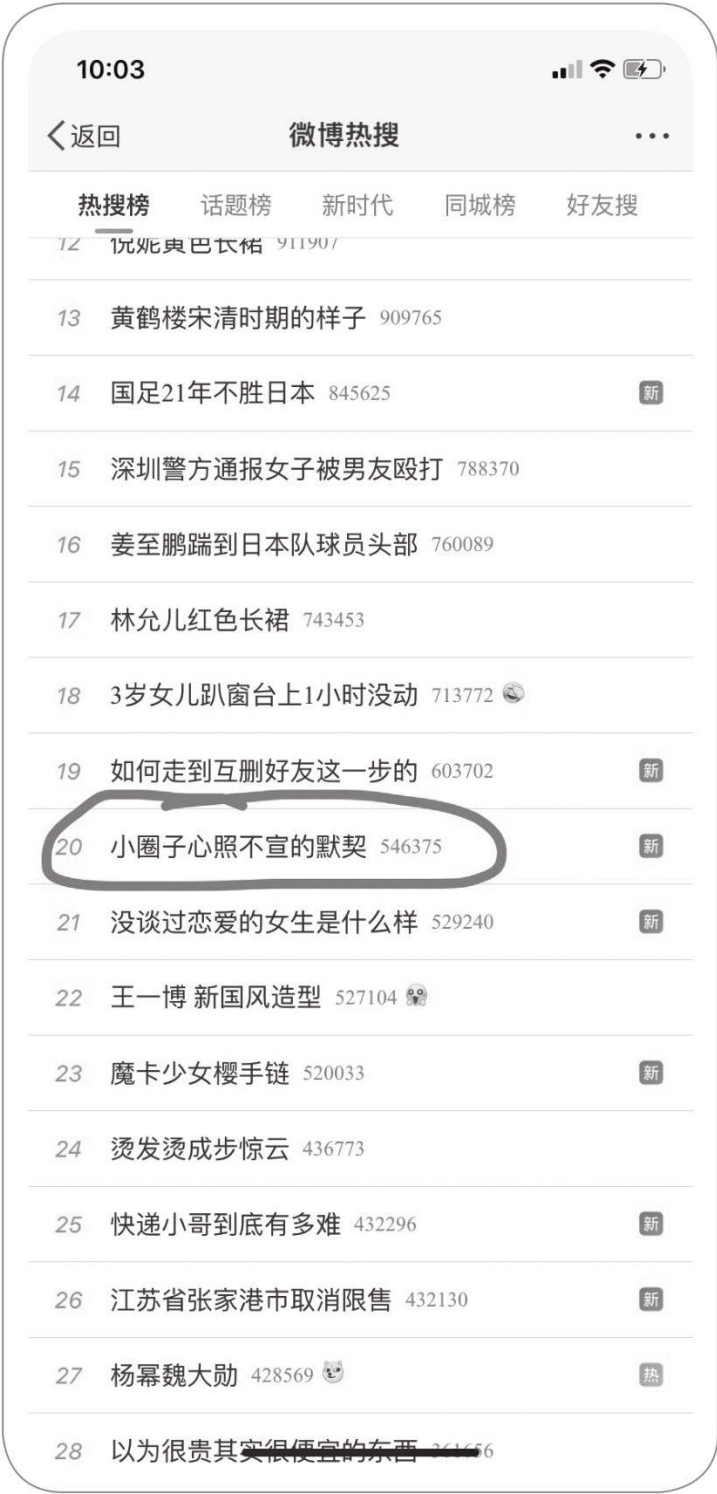 10:03
返回 微博热搜
热搜榜 话题榜 新时代 同城榜 好友搜
12 倪妮黄色长裙 911907
13 黄鹤楼宋清时期的样子 909765
14 国足21年不胜日本 845625 新
15 深圳警方通报女子被男友殴打 788370
16 姜至鹏踹到日本队球员头部 760089
17 林允儿红色长裙 743453
18 3岁女儿趴窗台上1小时没动 713772
19 如何走到互删好友这一步的 603702 新
20 小圈子心照不宣的默契 546375 新
21 没谈过恋爱的女生是什么样 529240 新
22 王一博 新国风造型 527104
23 魔卡少女樱手链 520033 新
24 烫发烫成步惊云 436773
25 快递小哥到底有多难 432296 新
26 江苏省张家港市取消限售 432130 新
27 杨幂魏大勋 428569 热
28 以为很贵其实很便宜的东西